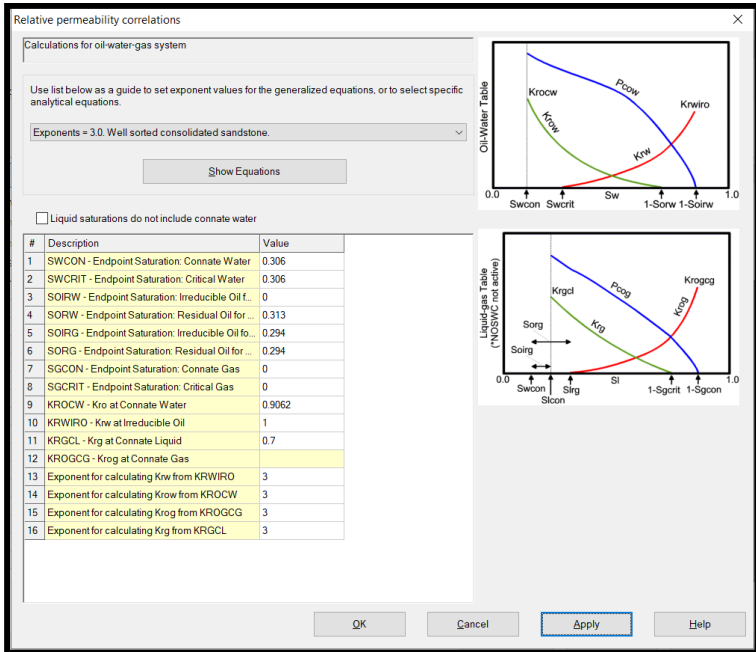 Relative permeability correlations
Calculations for oil-water-gas system
Use list below as a guide to set exponent values for the generalized equations, or to select specific
analytical equations.
Exponents = 3.0. Well sorted consolidated sandstone.
Show Equations
Liquid saturations do not include connate water
# Description Value
1 SWCON - Endpoint Saturation: Connate Water 0.306
2 SWCRIT - Endpoint Saturation: Critical Water 0.306
3 SOIRW - Endpoint Saturation: Irreducible Oil f... 0
4 SORW - Endpoint Saturation: Residual Oil for ... 0.313
5 SOIRG - Endpoint Saturation: Irreducible Oil fo... 0.294
6 SORG - Endpoint Saturation: Residual Oil for ... 0.294
7 SGCON - Endpoint Saturation: Connate Gas 0
8 SGCRIT - Endpoint Saturation: Critical Gas 0
9 KROCW - Kro at Connate Water 0.9062
10 KRWIRO - Krw at Irreducible Oil 1
11 KRGCL - Krg at Connate Liquid 0.7
12 KROGCG - Krog at Connate Gas
13 Exponent for calculating Krw from KRWIRO 3
14 Exponent for calculating Krow from KROCW 3
15 Exponent for calculating Krog from KROGCG 3
16 Exponent for calculating Krg from KRGCL 3
Oil-Water Table
Krocw
Pcow
Krwiro
Krow
Krw
0.0
Sw
1.0
Swcon Swcrit 1-Sorw 1-Soirw
Liquid-gas Table
(*NOSWC not active)
Krgcl
Pcog
Krogcg
Sorg
Krg
Krog
Soirg
0.0
Sl
1.0
Swcon Slrg 1-Sgcrit 1-Sgcon
Slcon
OK
Cancel
Apply
Help